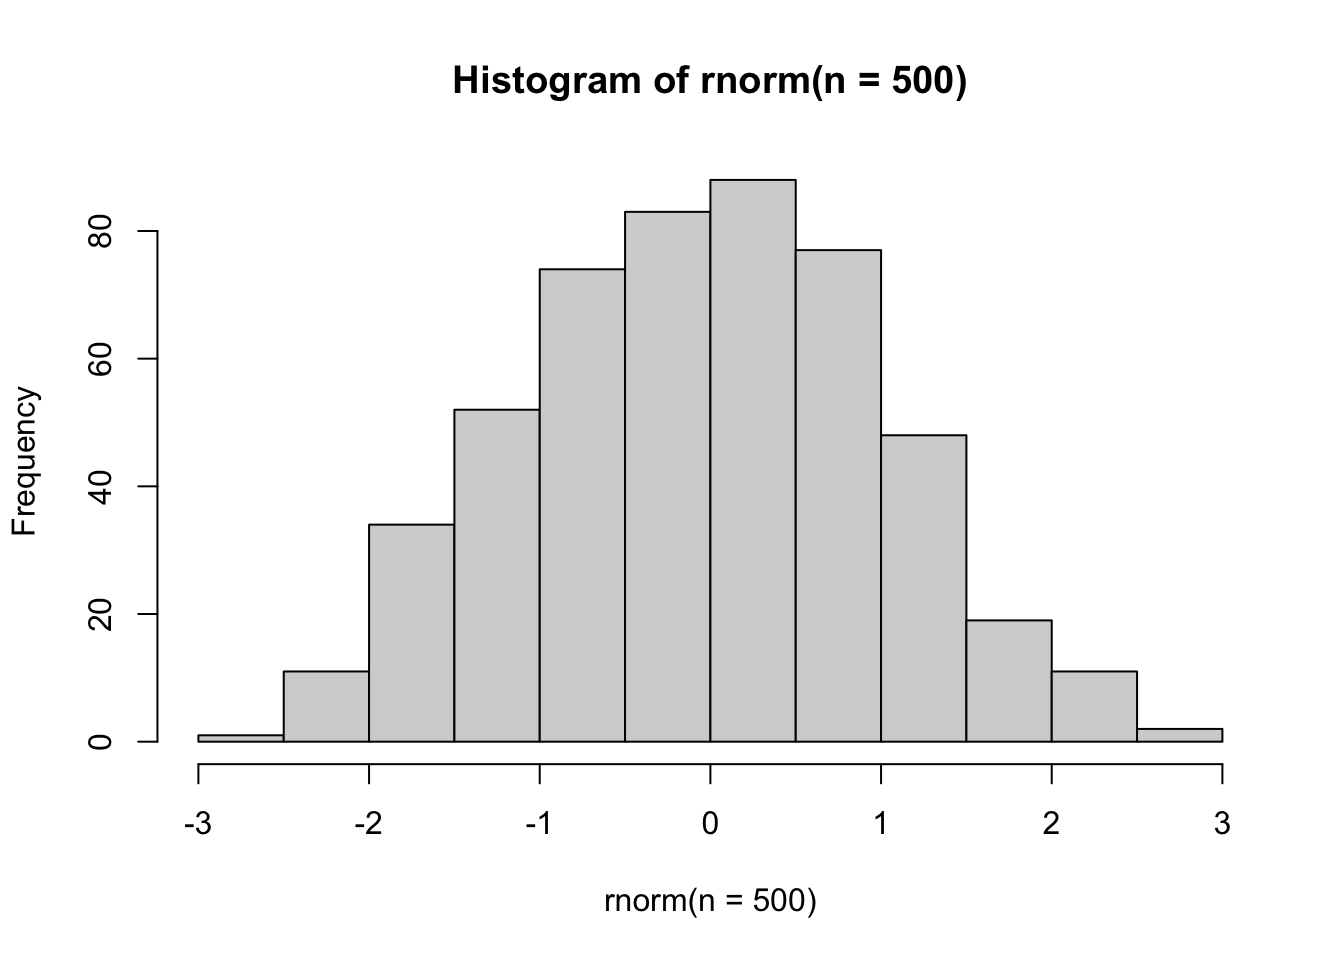 Histogram of rnorm(n = 500)
Frequency
80
60
40
20
0
-3 -2 -1 0 1 2 3
rnorm(n = 500)